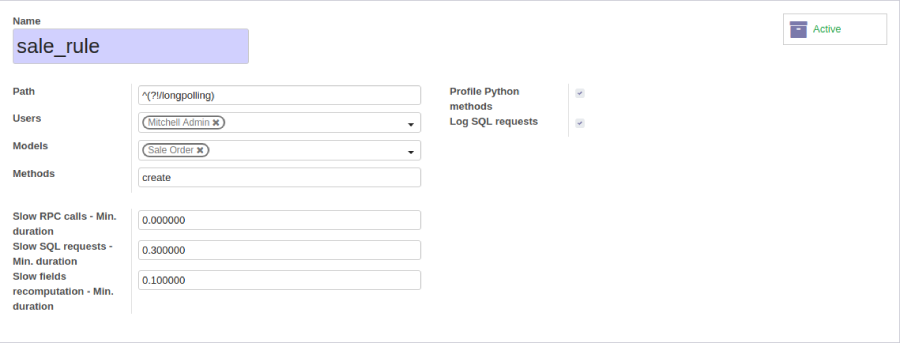 Name
sale_rule
Active
Path
^(?!/longpolling)
Users
Mitchell Admin ✖
Models
Sale Order ✖
Methods
create
Profile Python
methods
Log SQL requests
Slow RPC calls - Min.
duration
0.000000
Slow SQL requests -
Min. duration
0.300000
Slow fields
recomputation - Min.
duration
0.100000